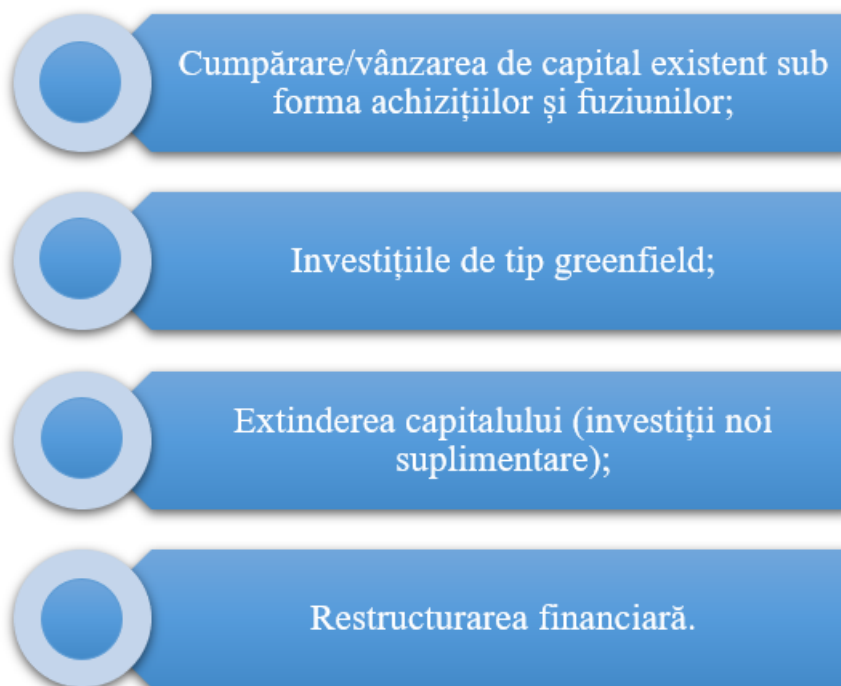 Cumpărare/vânzarea de capital existent sub
forma achizițiilor și fuziunilor;
Investițiile de tip greenfield;
Extinderea capitalului (investiții noi
suplimentare);
Restructurarea financiară.